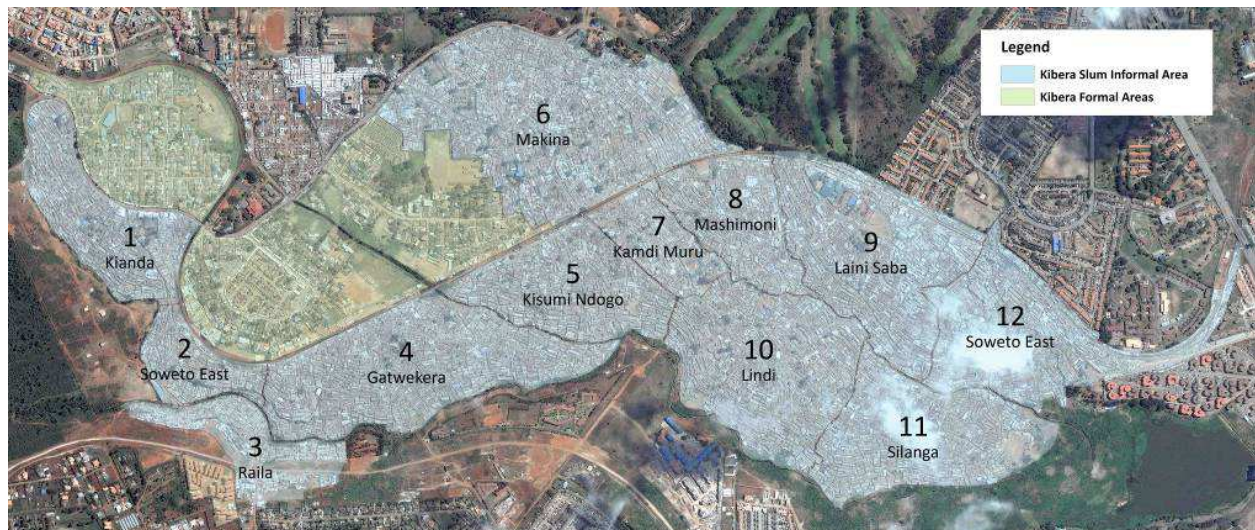 Legend
Kibera Slum Informal Area
Kibera Formal Areas
1
Kianda
2
Soweto East
3
Raila
4
Gatwekera
5
Kisumi Ndogo
6
Makina
7
Kamdi Muru
8
Mashimoni
9
Laini Saba
10
Lindi
11
Silanga
12
Soweto East